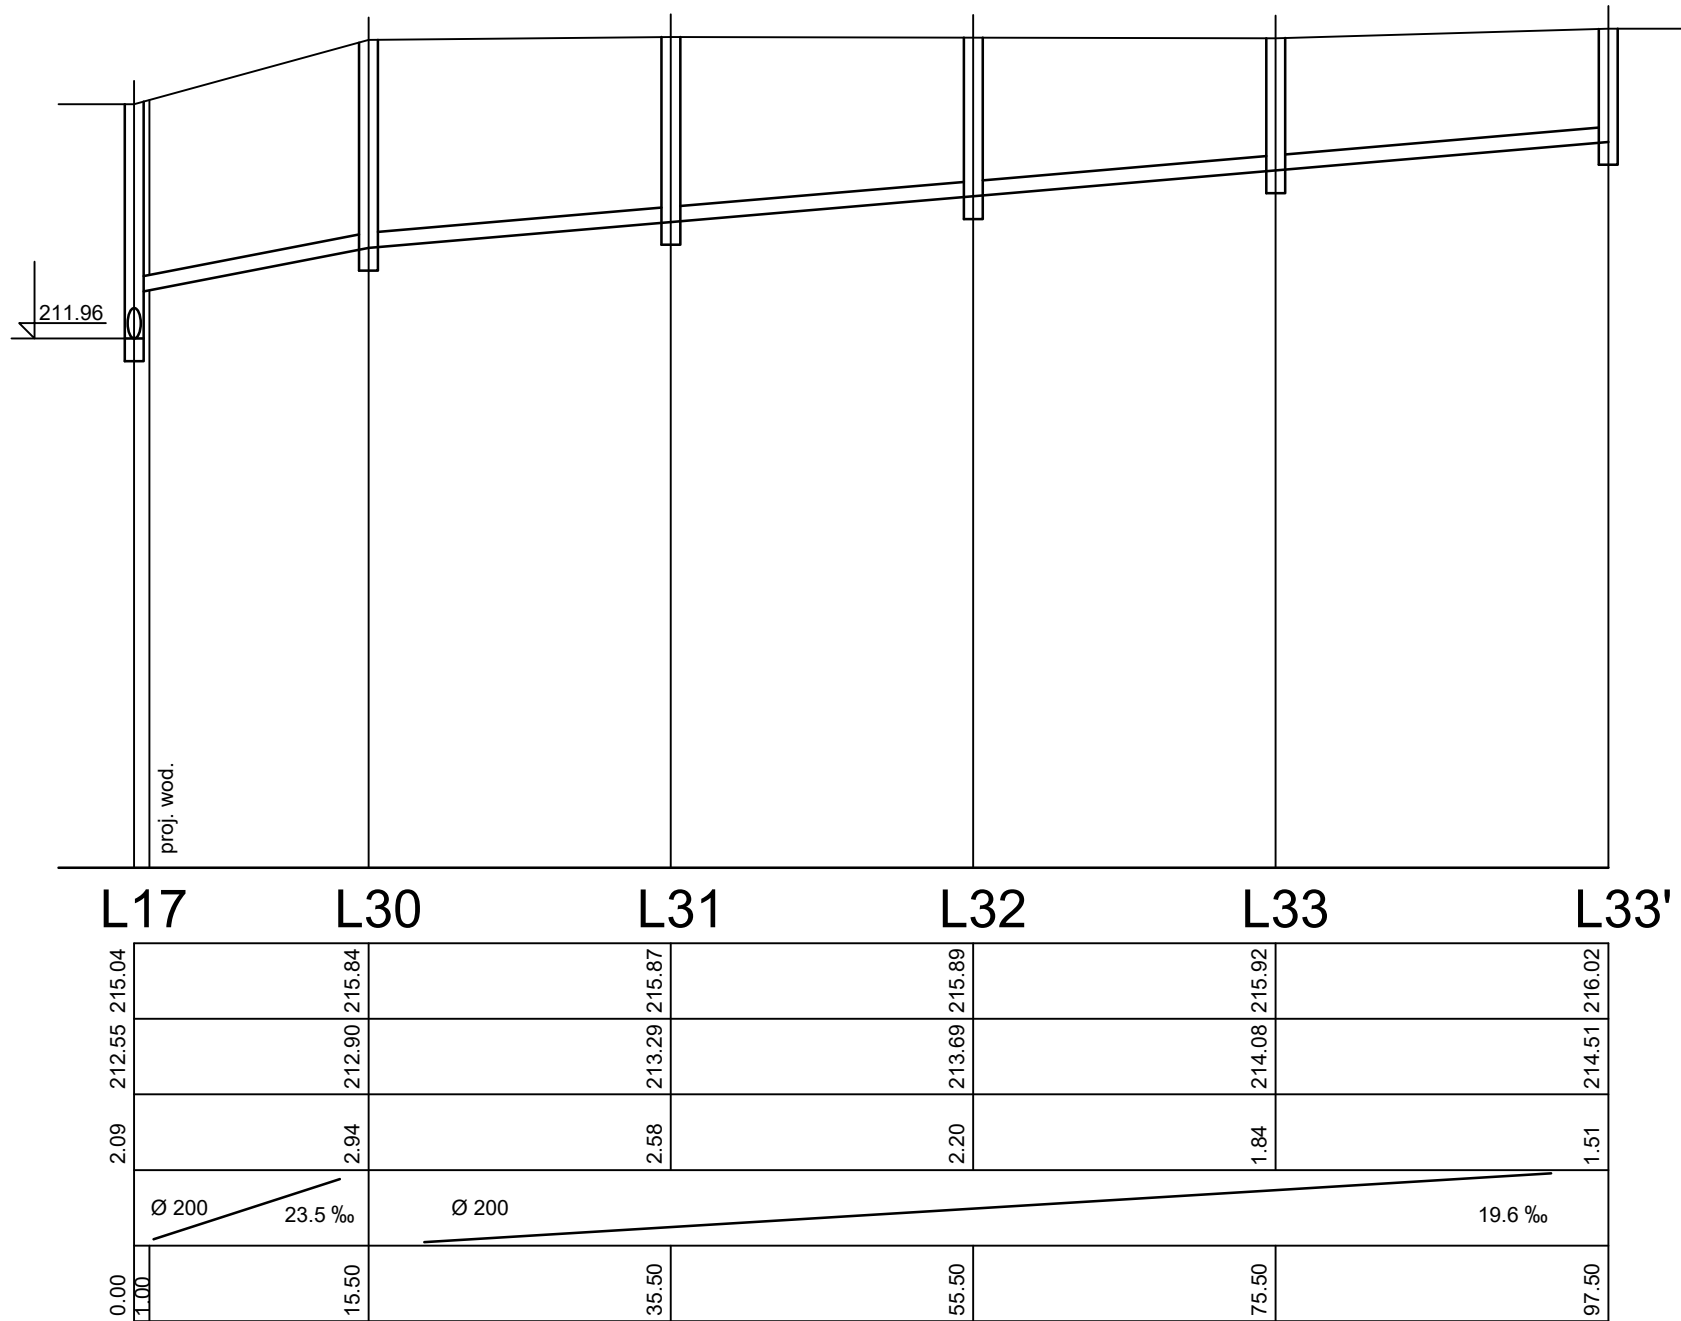 211.96
proj. wod.
L17 L30 L31 L32 L33 L33'
215.04 215.84 215.87 215.89 215.92 216.02
212.55 212.90 213.29 213.69 214.08 214.51
2.09 2.94 2.58 2.20 1.84 1.51
Ø 200 23.5 ‰ Ø 200 19.6 ‰
0.00 1.00 15.50 35.50 55.50 75.50 97.50